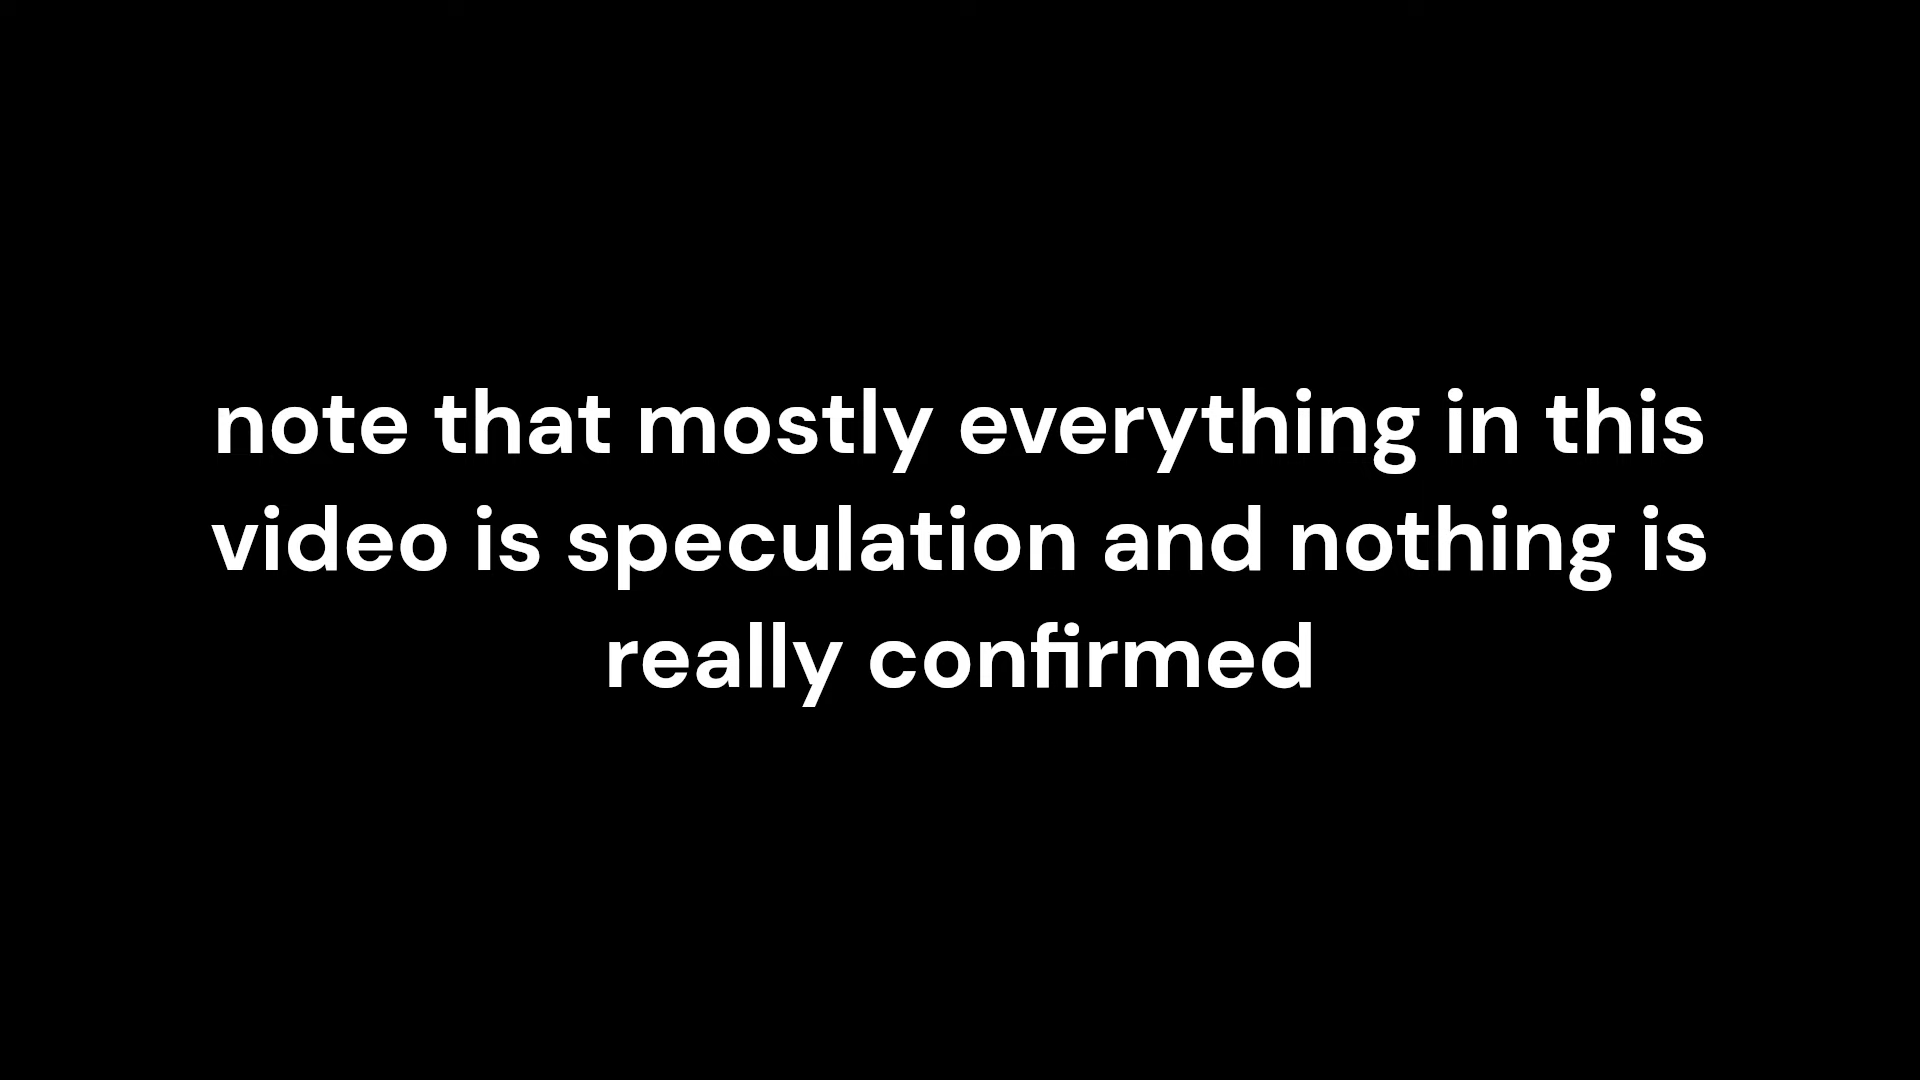 note that mostly everything in this
video is speculation and nothing is
really confirmed